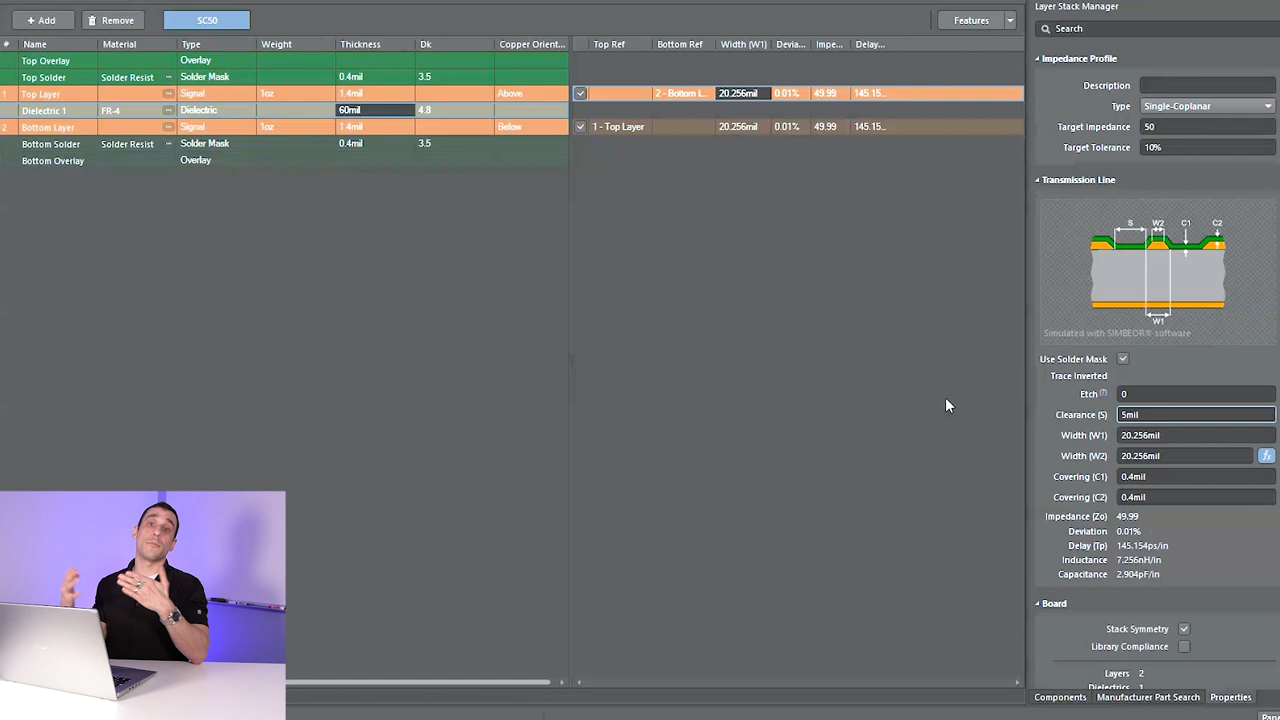 Layer Stack Manager
+ Add Remove SC50 Features
Search
# Name Material Type Weight Thickness Dk Copper Orient... Top Ref Bottom Ref Width (W1) Devia... Impe... Delay...
Top Overlay Overlay
Top Solder Solder Resist Solder Mask 0.4mil 3.5
1 Top Layer Signal 1oz 1.4mil Above 2 - Bottom L... 20.256mil 0.01% 49.99 145.15...
Dielectric 1 FR-4 Dielectric 60mil 4.8
2 Bottom Layer Signal 1oz 1.4mil Below 1 - Top Layer 20.256mil 0.01% 49.99 145.15...
Bottom Solder Solder Resist Solder Mask 0.4mil 3.5
Bottom Overlay Overlay
Impedance Profile
Description
Type Single-Coplanar
Target Impedance 50
Target Tolerance 10%
Transmission Line
S W2 C1 C2
W1
Simulated with SIMBEOR® software
Use Solder Mask
Trace Inverted
Etch [?] 0
Clearance (S) 5mil
Width (W1) 20.256mil
Width (W2) 20.256mil fx
Covering (C1) 0.4mil
Covering (C2) 0.4mil
Impedance (Zo) 49.99
Deviation 0.01%
Delay (Tp) 145.154ps/in
Inductance 7.256nH/in
Capacitance 2.904pF/in
Board
Stack Symmetry
Library Compliance
Layers 2
Dielectrics 1
Components Manufacturer Part Search Properties